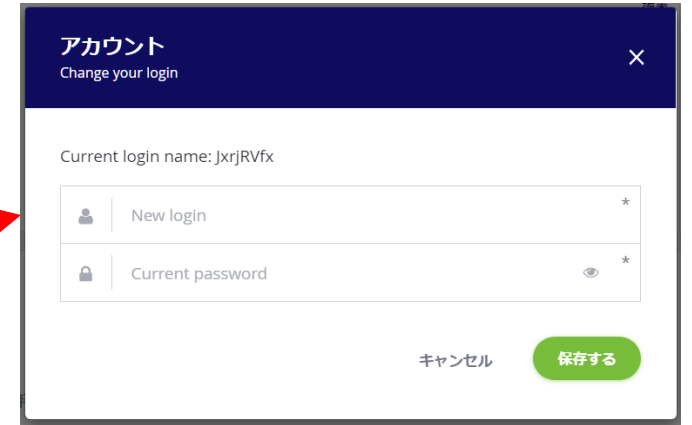 アカウント
Change your login
Current login name: JxrjRVfx
New login
*
Current password
*
キャンセル
保存する